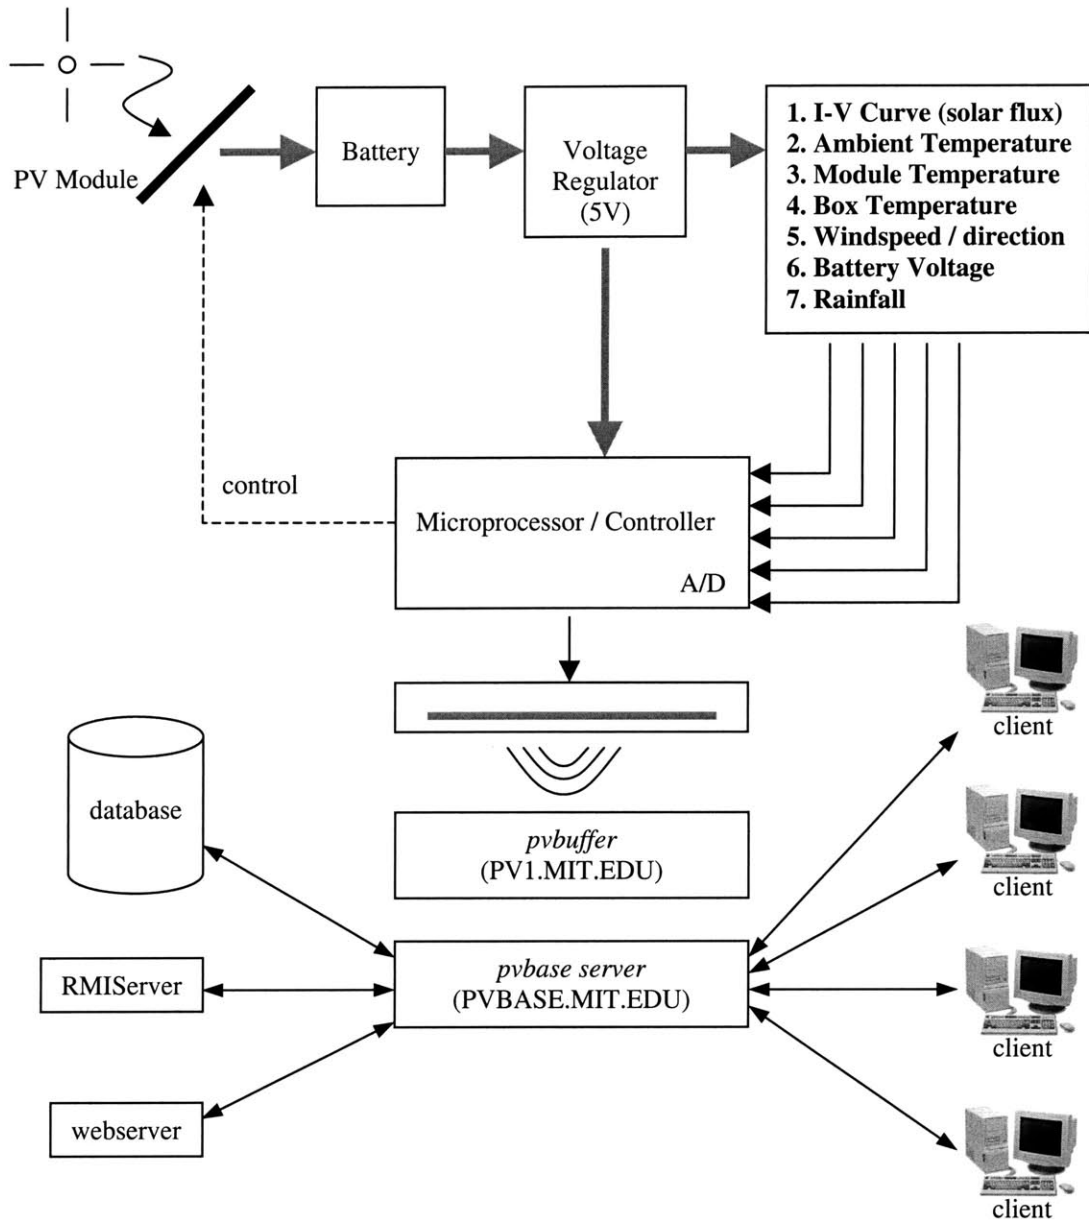 PV Module
Battery
Voltage
Regulator
(5V)
1. I-V Curve (solar flux)
2. Ambient Temperature
3. Module Temperature
4. Box Temperature
5. Windspeed / direction
6. Battery Voltage
7. Rainfall
control
Microprocessor / Controller
A/D
client
database
pvbuffer
(PV1.MIT.EDU)
client
RMIServer
pvbase server
(PVBASE.MIT.EDU)
client
webserver
client